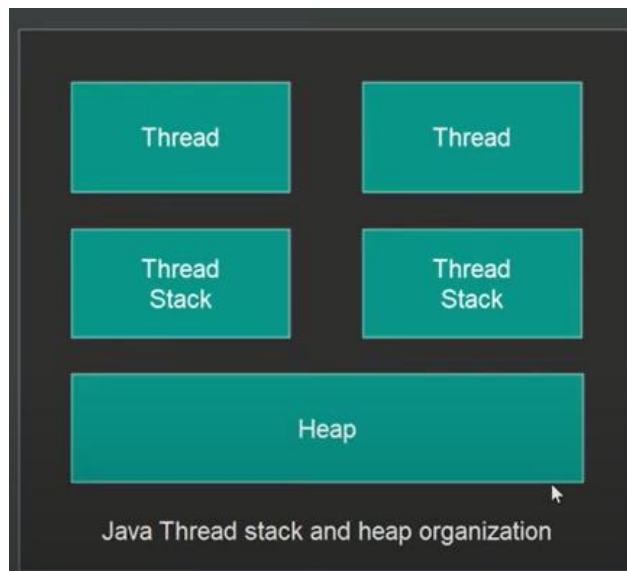 Thread
Thread
Thread
Stack
Thread
Stack
Heap
Java Thread stack and heap organization